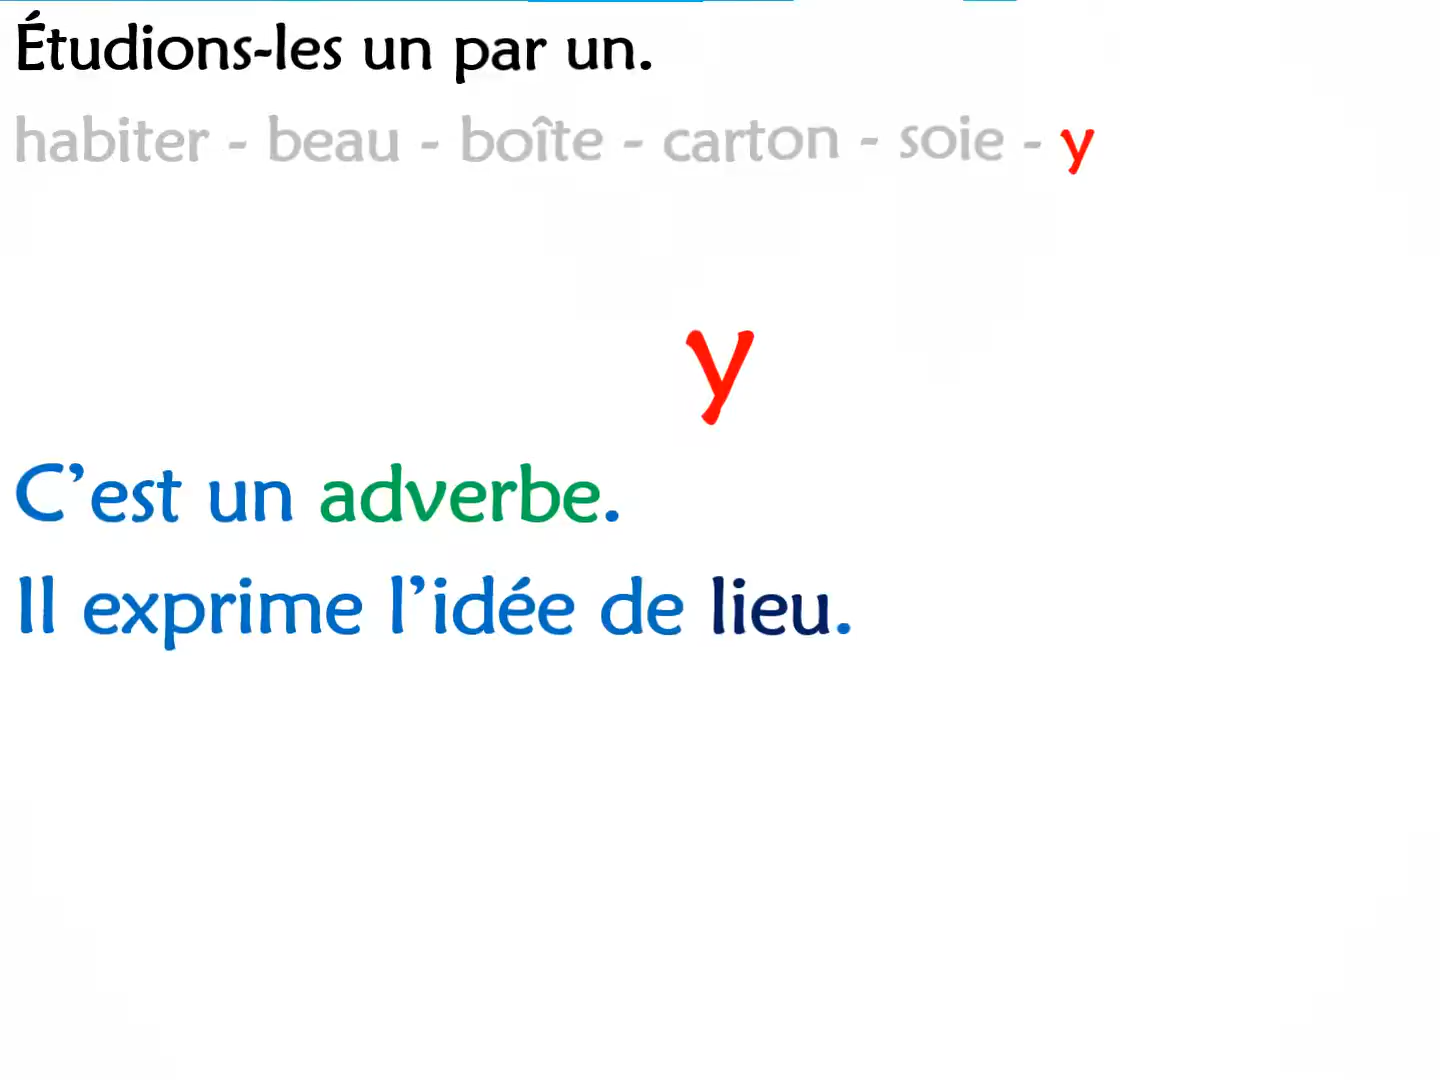 Étudions-les un par un.
habiter - beau - boîte - carton - soie - y
y
C’est un adverbe.
Il exprime l’idée de lieu.